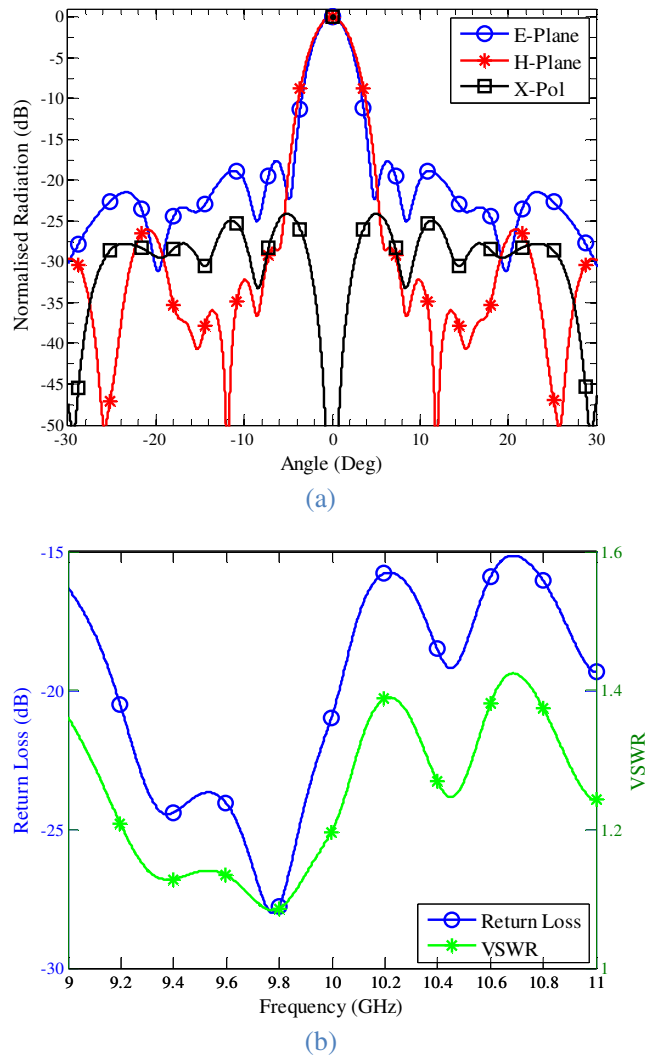 0
-5
-10
-15
-20
-25
-30
-35
-40
-45
-50
Normalised Radiation (dB)
E-Plane
H-Plane
X-Pol
-30 -20 -10 0 10 20 30
Angle (Deg)
(a)
-15
-20
-25
-30
Return Loss (dB)
1.6
1.4
1.2
1
VSWR
Return Loss
VSWR
9 9.2 9.4 9.6 9.8 10 10.2 10.4 10.6 10.8 11
Frequency (GHz)
(b)